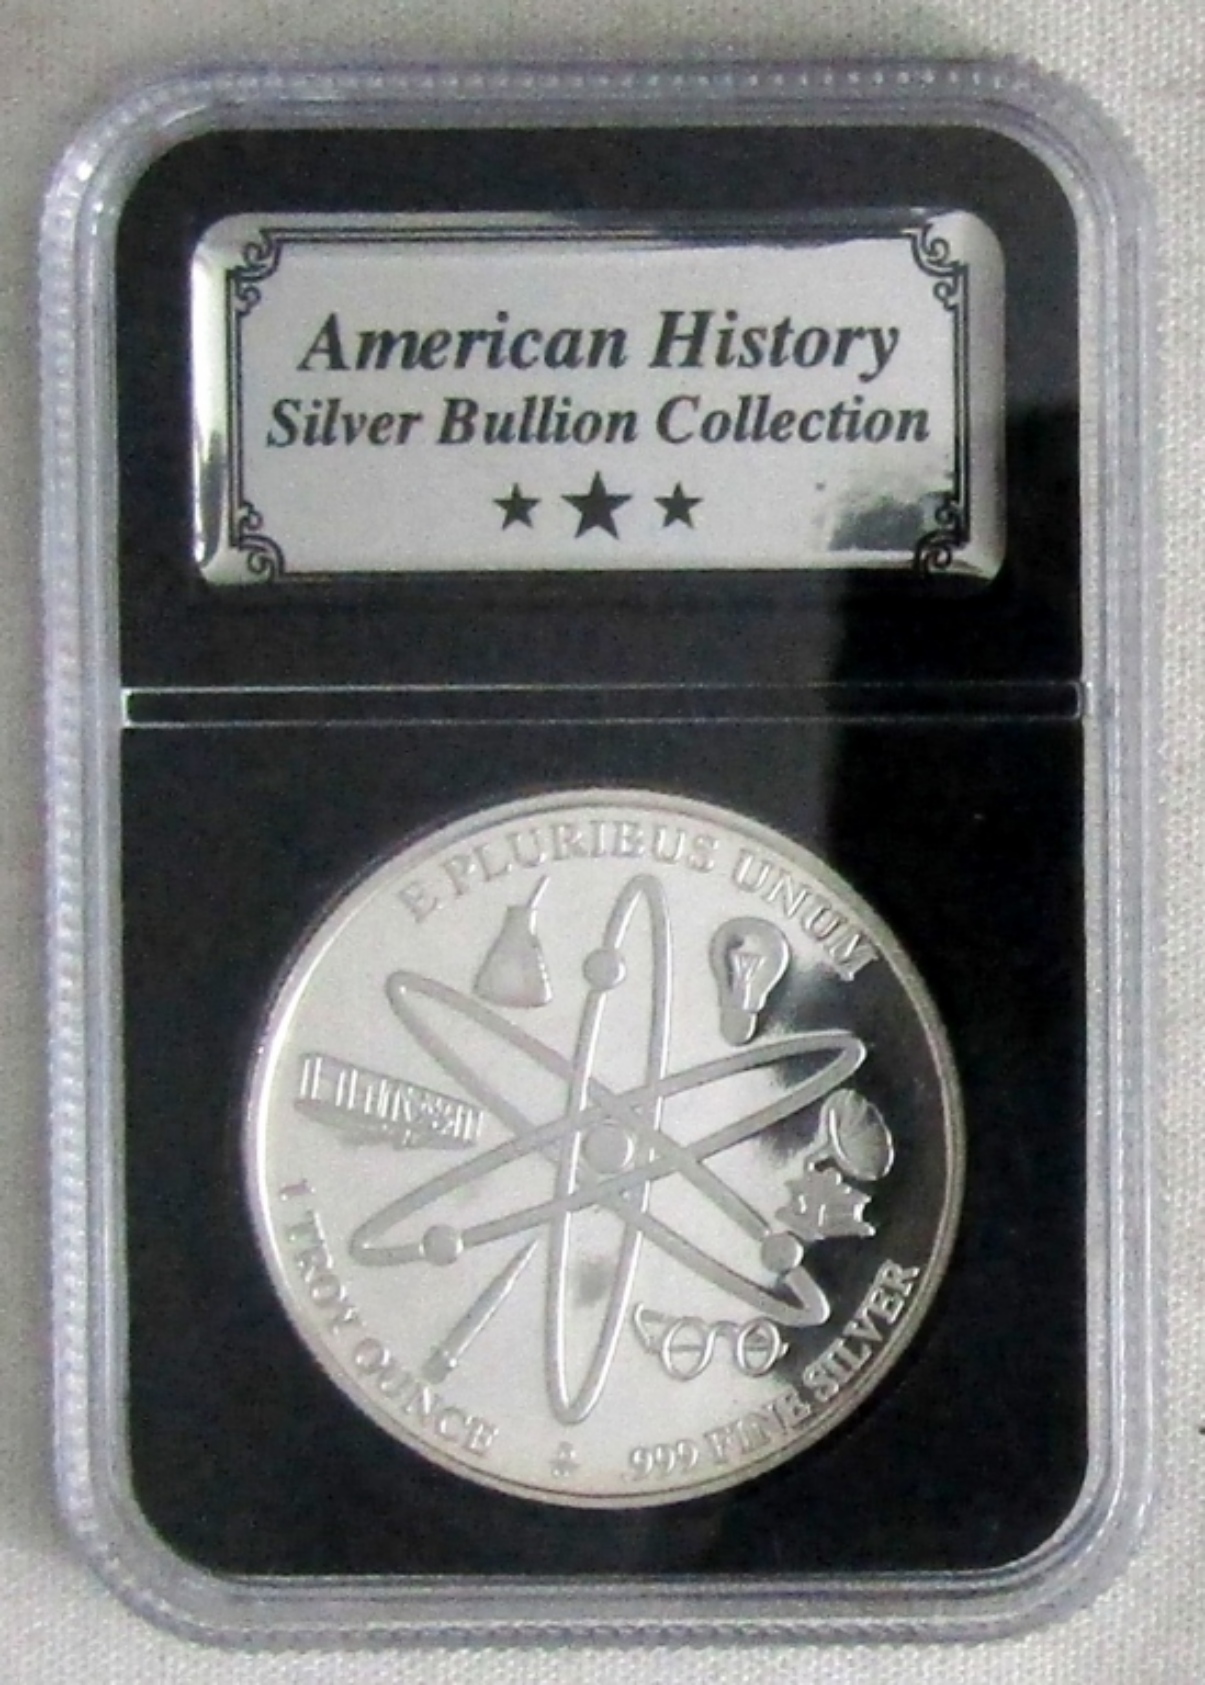 American History
Silver Bullion Collection
E PLURIBUS UNUM
1 TROY OUNCE
999 FINE SILVER